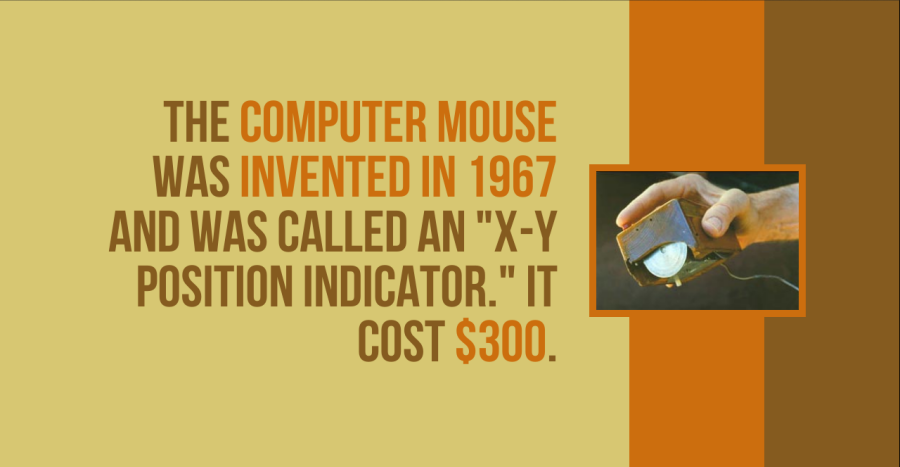 THE COMPUTER MOUSE
WAS INVENTED IN 1967
AND WAS CALLED AN "X-Y
POSITION INDICATOR." IT
COST $300.